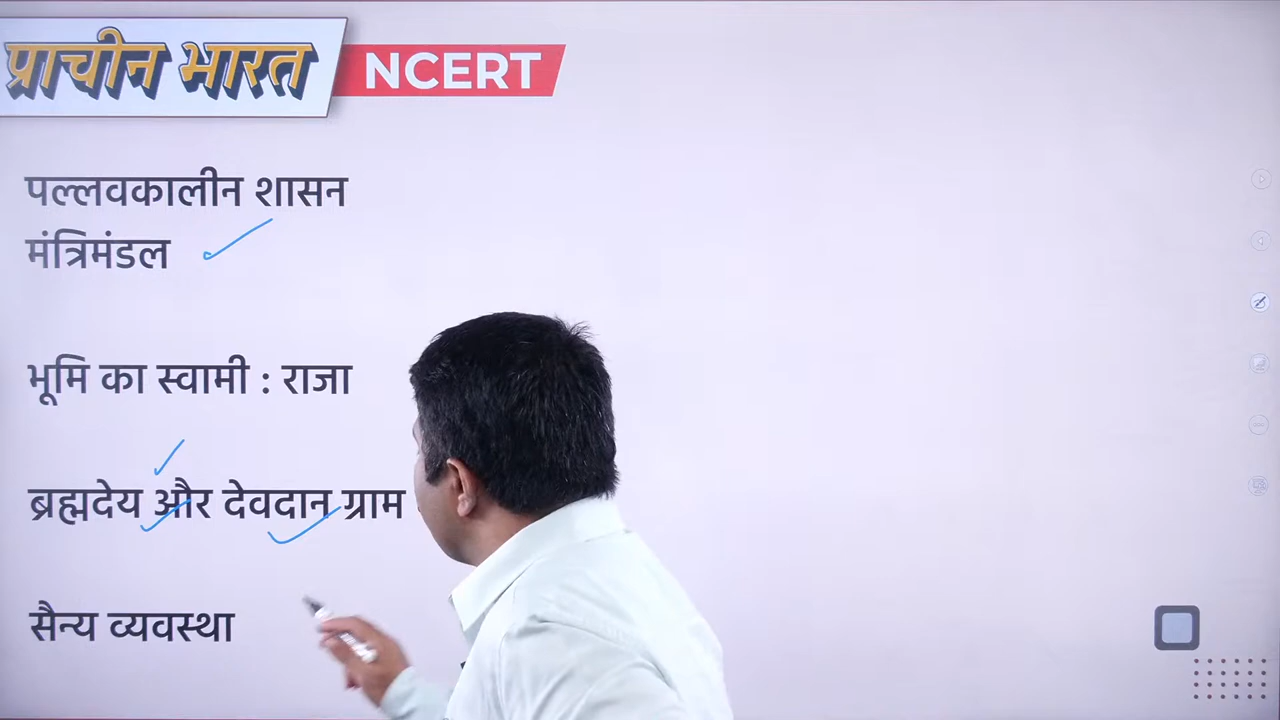 प्राचीन भारत
NCERT
पल्लवकालीन शासन
मंत्रिमंडल
भूमि का स्वामी : राजा
ब्रह्मदेय और देवदान ग्राम
सैन्य व्यवस्था